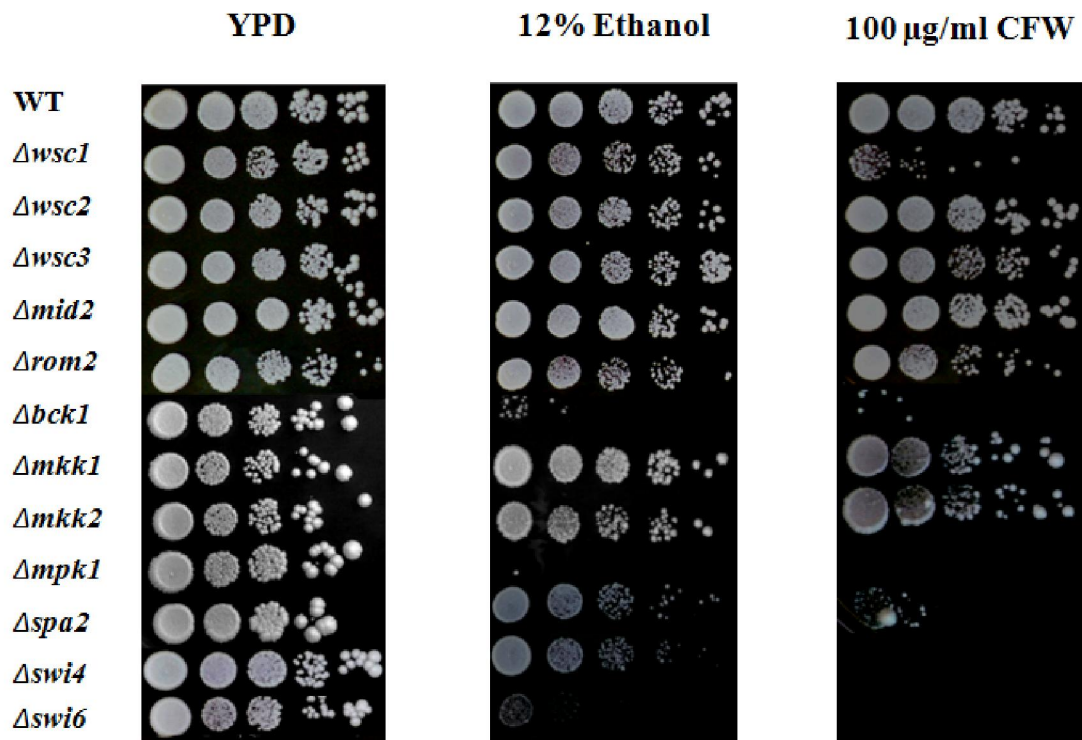 YPD 12% Ethanol 100 µg/ml CFW
WT
Δwsc1
Δwsc2
Δwsc3
Δmid2
Δrom2
Δbck1
Δmkk1
Δmkk2
Δmpk1
Δspa2
Δswi4
Δswi6